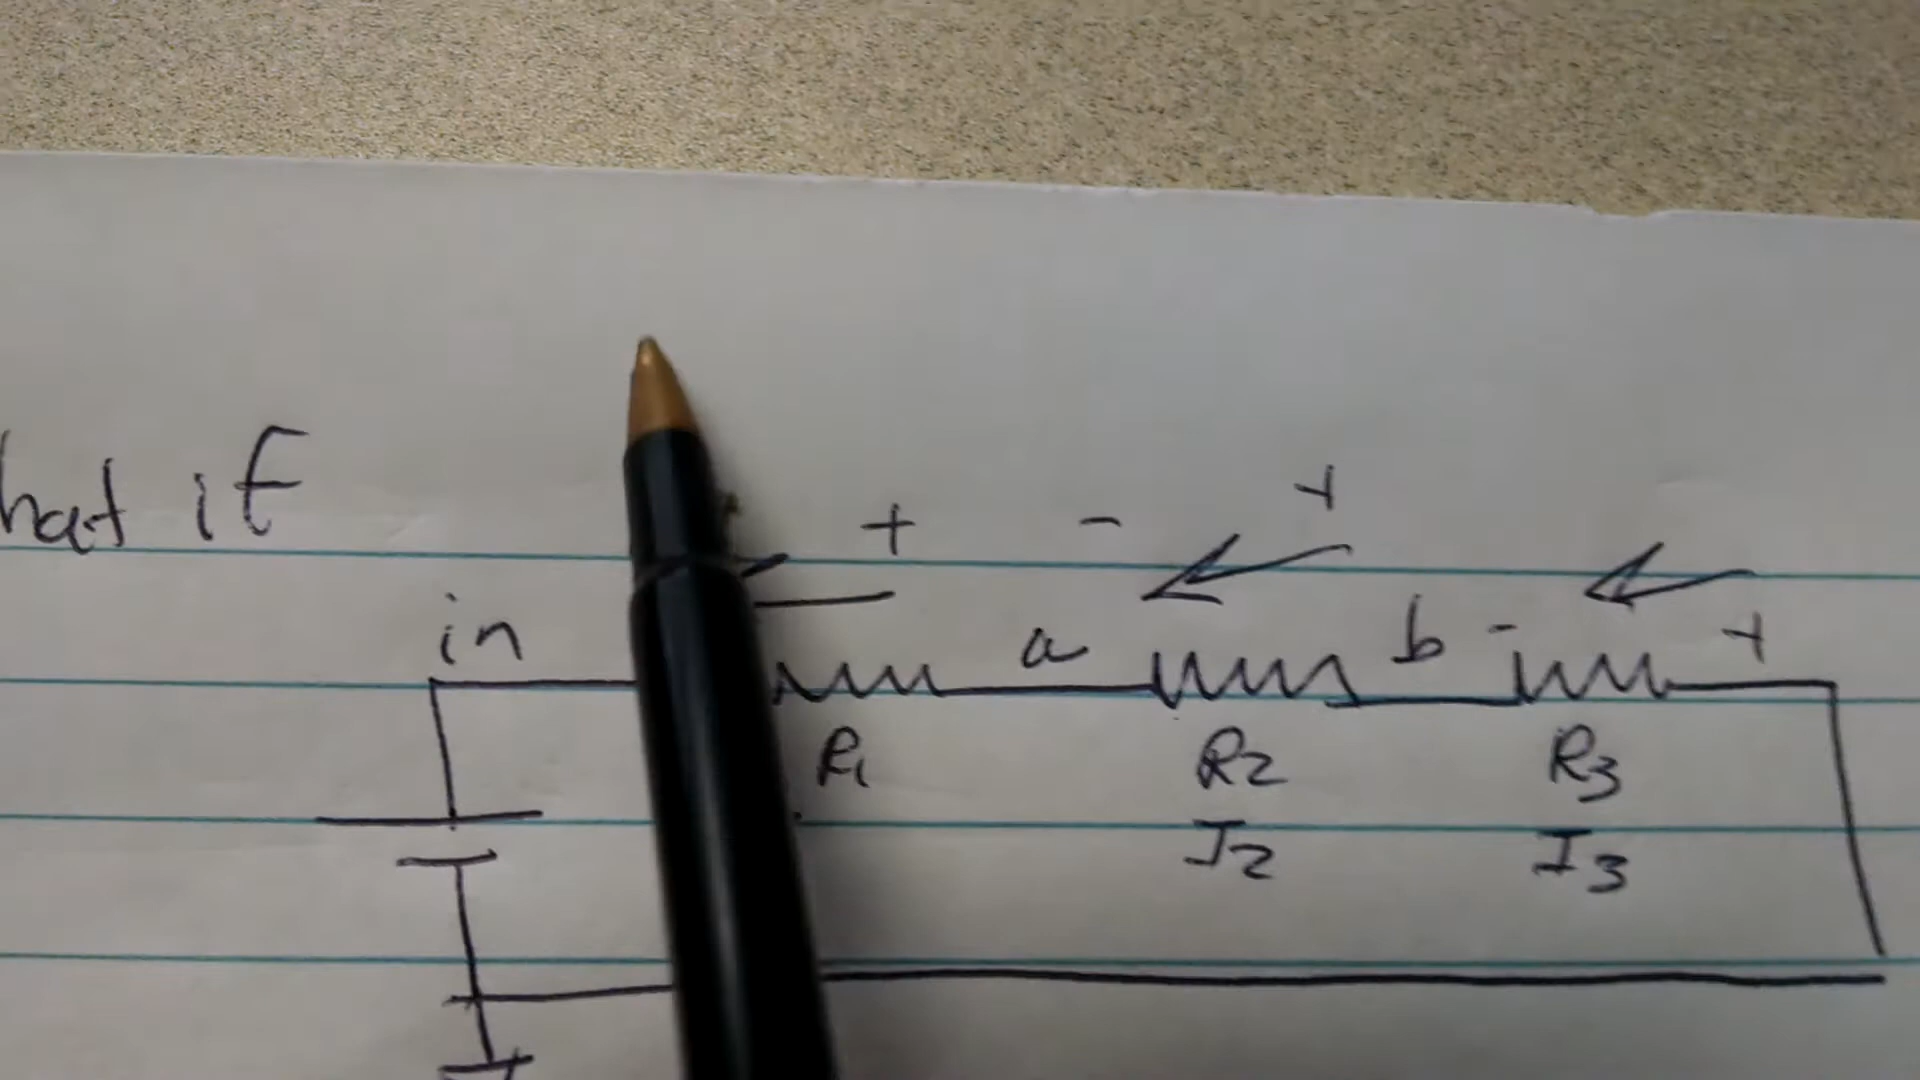 hat if
+ - +
in a b - +
R1 R2 R3
I2 I3